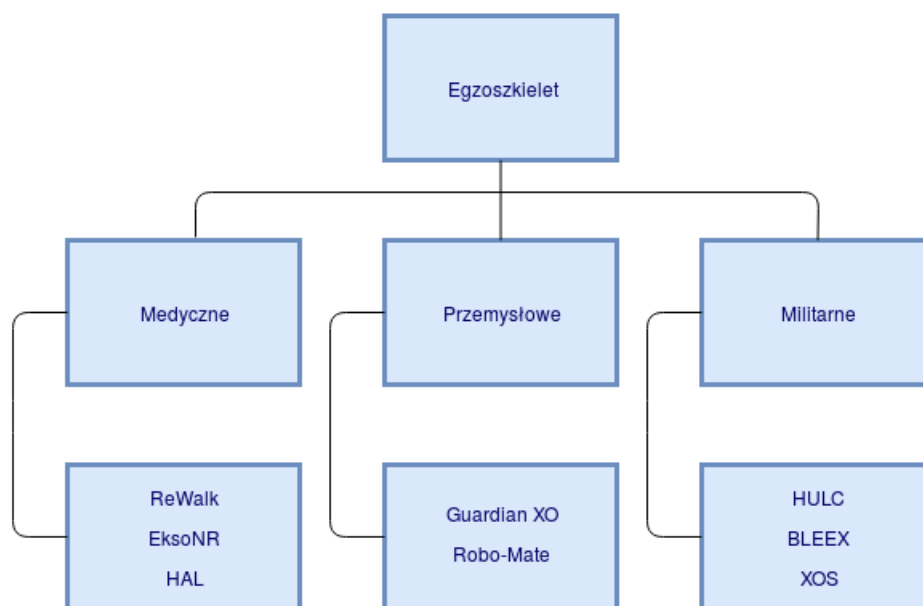 Egzoszkielet
Medyczne
Przemysłowe
Militarne
ReWalk
EksoNR
HAL
Guardian XO
Robo-Mate
HULC
BLEEX
XOS